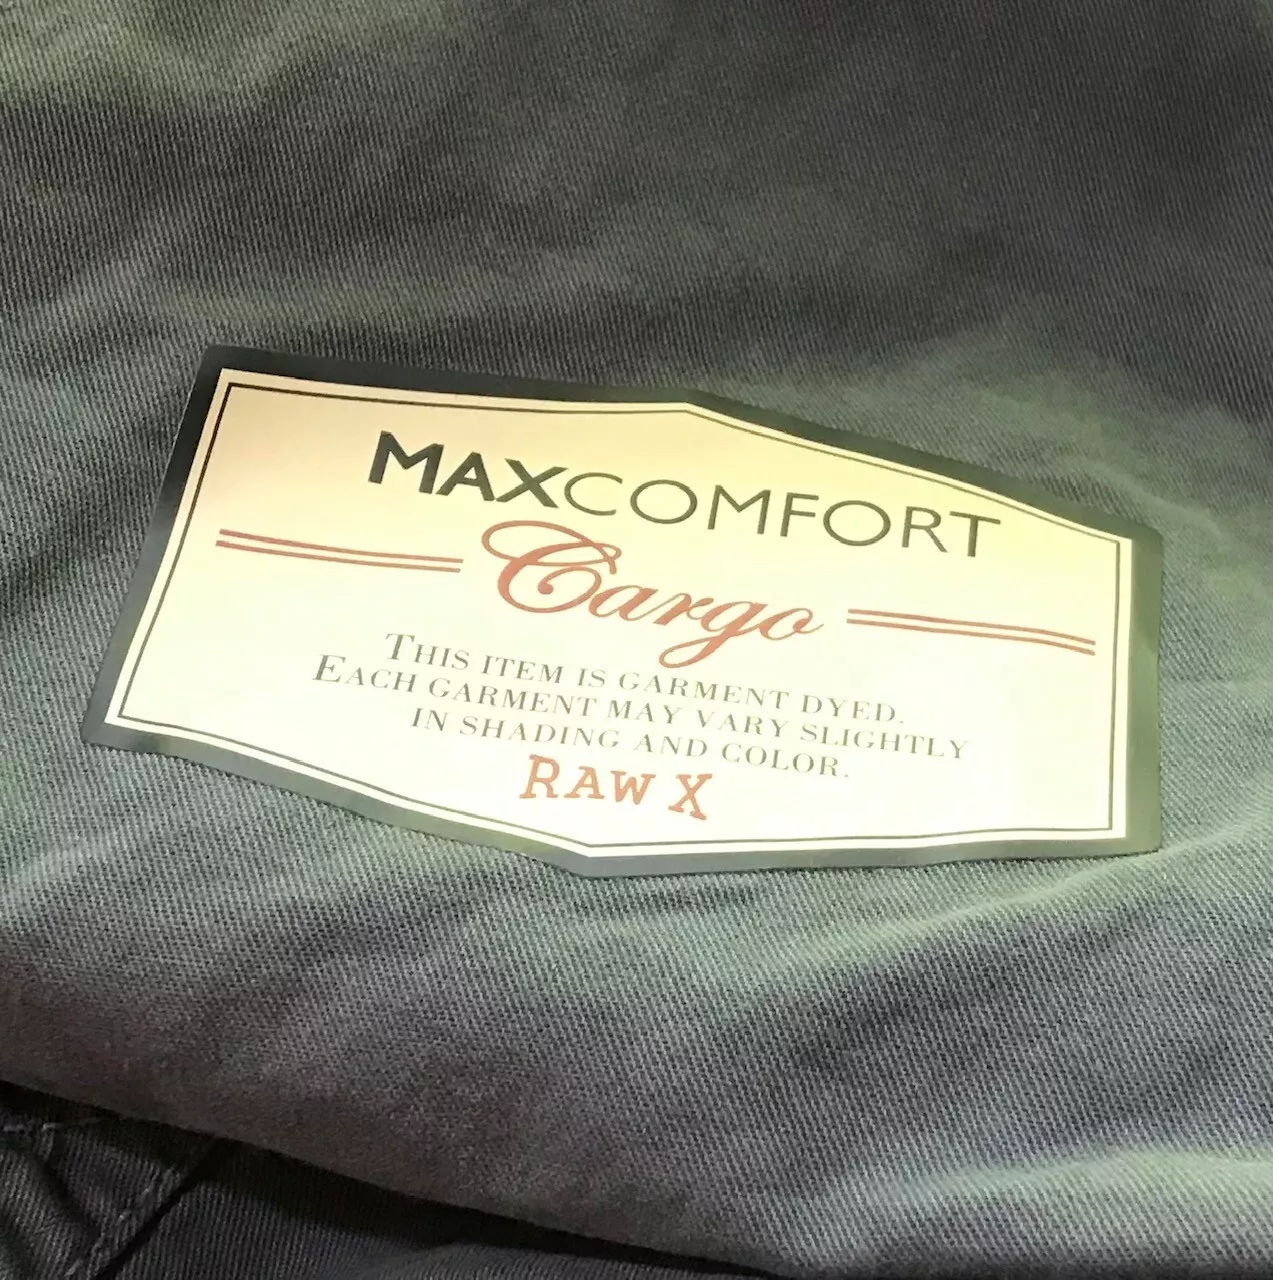 MAXCOMFORT
Cargo
THIS ITEM IS GARMENT DYED.
EACH GARMENT MAY VARY SLIGHTLY
IN SHADING AND COLOR.
RAW X